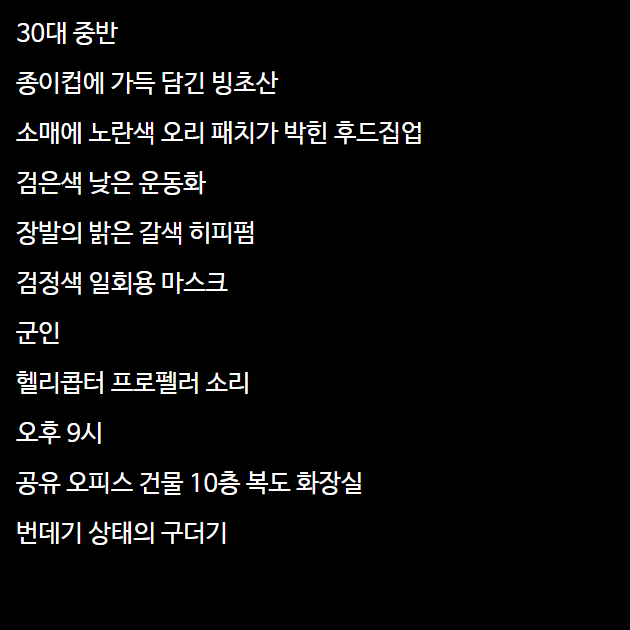 30대 중반
종이컵에 가득 담긴 빙초산
소매에 노란색 오리 패치가 박힌 후드집업
검은색 낮은 운동화
장발의 밝은 갈색 히피펌
검정색 일회용 마스크
군인
헬리콥터 프로펠러 소리
오후 9시
공유 오피스 건물 10층 복도 화장실
번데기 상태의 구더기